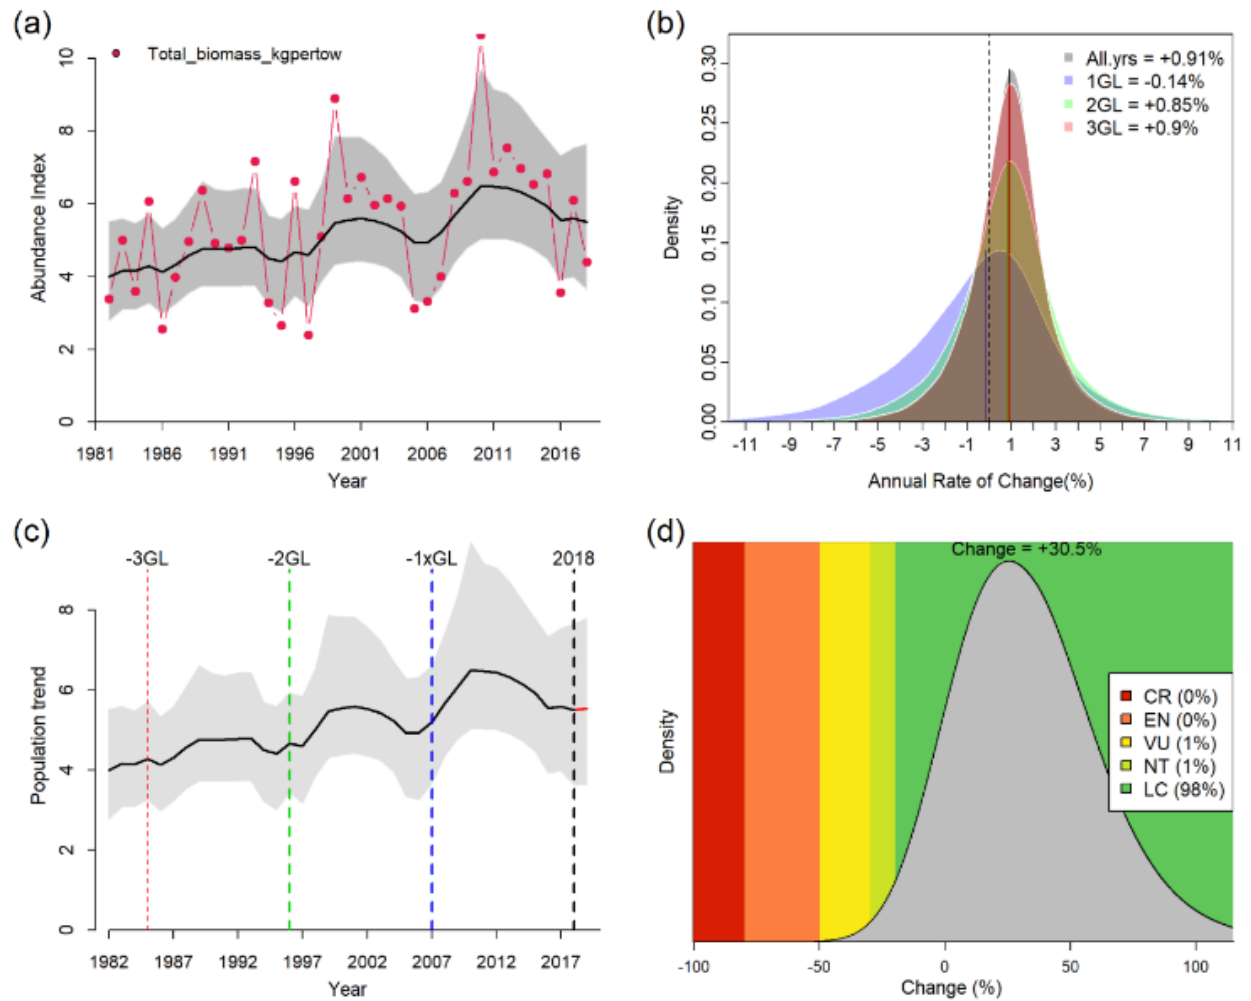 (a)
Total_biomass_kgpertow
Abundance Index
10
8
6
4
2
0
1981 1986 1991 1996 2001 2006 2011 2016
Year
(b)
All.yrs = +0.91%
1GL = -0.14%
2GL = +0.85%
3GL = +0.9%
Density
0.30
0.25
0.20
0.15
0.10
0.05
0.00
-11 -9 -7 -5 -3 -1 1 3 5 7 9 11
Annual Rate of Change(%)
(c)
-3GL -2GL -1xGL 2018
Population trend
8
6
4
2
0
1982 1987 1992 1997 2002 2007 2012 2017
Year
(d)
Change = +30.5%
Density
CR (0%)
EN (0%)
VU (1%)
NT (1%)
LC (98%)
-100 -50 0 50 100
Change (%)